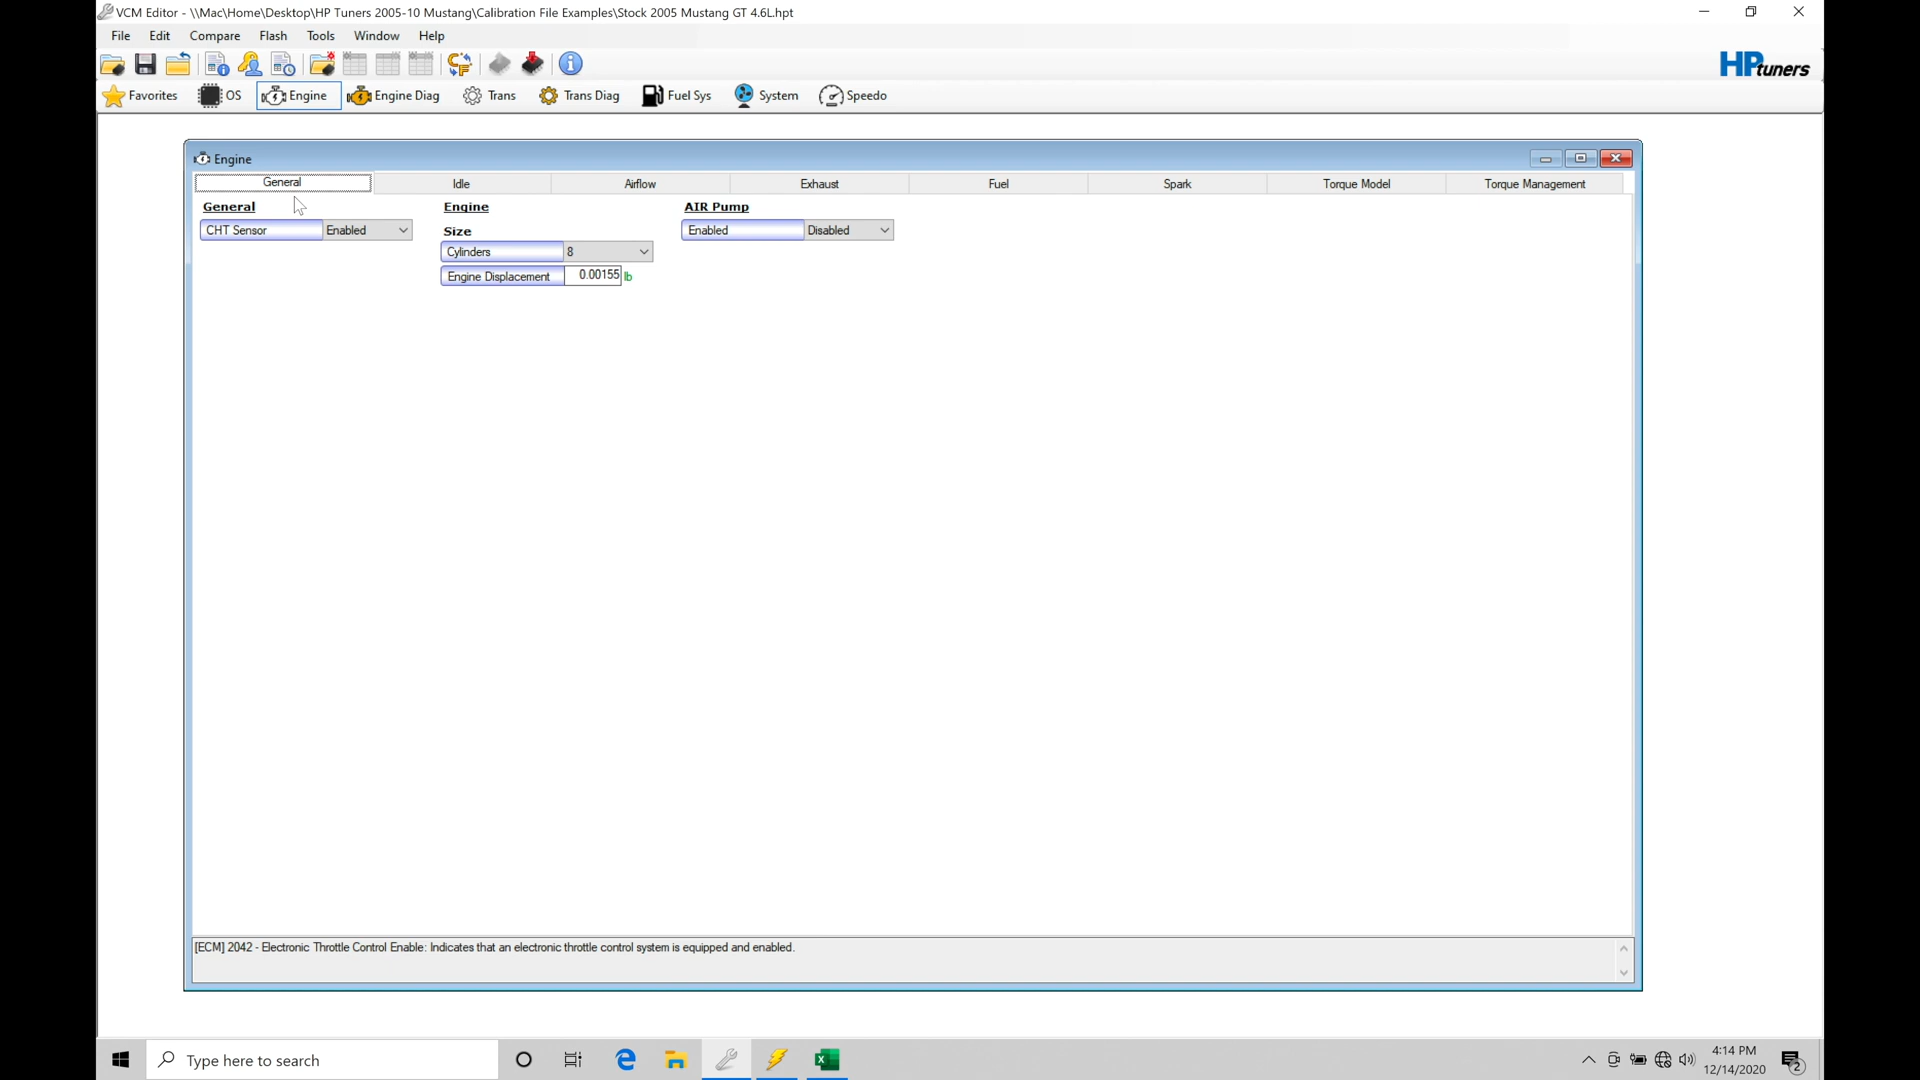 VCM Editor - \\Mac\Home\Desktop\HP Tuners 2005-10 Mustang\Calibration File Examples\Stock 2005 Mustang GT 4.6L.hpt
File Edit Compare Flash Tools Window Help
HPtuners
Favorites OS Engine Engine Diag Trans Trans Diag Fuel Sys System Speedo
Engine
General Idle Airflow Exhaust Fuel Spark Torque Model Torque Management
General Engine AIR Pump
CHT Sensor Enabled Size Enabled Disabled
Cylinders 8
Engine Displacement 0.00155 lb
[ECM] 2042 - Electronic Throttle Control Enable: Indicates that an electronic throttle control system is equipped and enabled.
Type here to search
4:14 PM
12/14/2020
2